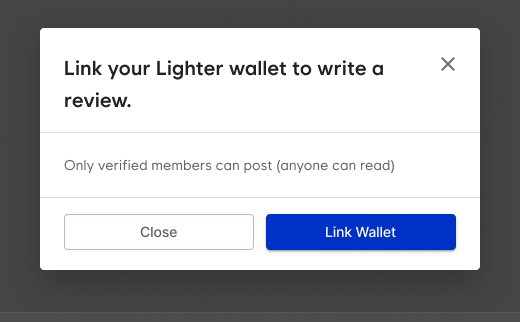 Link your Lighter wallet to write a
review.
Only verified members can post (anyone can read)
Close
Link Wallet